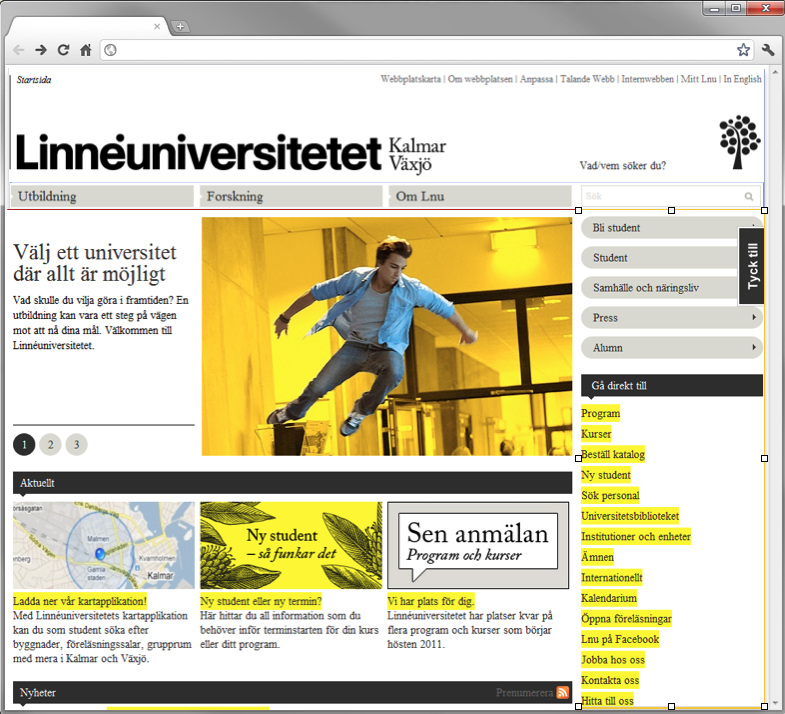 Startsida
Webbplatskarta | Om webbplatsen | Anpassa | Talande Webb | Internwebben | Mitt Lnu | In English
Linnéuniversitetet
Kalmar
Växjö
Vad/vem söker du?
Utbildning
Forskning
Om Lnu
Sök
Välj ett universitet
där allt är möjligt
Vad skulle du vilja göra i framtiden? En
utbildning kan vara ett steg på vägen
mot att nå dina mål. Välkommen till
Linnéuniversitetet.
1
2
3
Bli student
Student
Samhälle och näringsliv
Press
Alumn
Tyck till
Gå direkt till
Program
Kurser
Beställ katalog
Ny student
Sök personal
Universitetsbiblioteket
Institutioner och enheter
Ämnen
Internationellt
Kalendarium
Öppna föreläsningar
Lnu på Facebook
Jobba hos oss
Kontakta oss
Hitta till oss
Aktuellt
orsasgatan
Malmen
Kvarnholmen
enberg
Gamla
staden
Kalmar
Ladda ner vår kartapplikation!
Med Linnéuniversitetets kartapplikation
kan du som student söka efter
byggnader, föreläsningssalar, grupprum
med mera i Kalmar och Växjö.
Ny student
– så funkar det
Ny student eller ny termin?
Här hittar du all information som du
behöver inför terminstarten för din kurs
eller ditt program.
Sen anmälan
Program och kurser
Vi har plats för dig.
Linnéuniversitetet har platser kvar på
flera program och kurser som börjar
hösten 2011.
Nyheter
Prenumerera